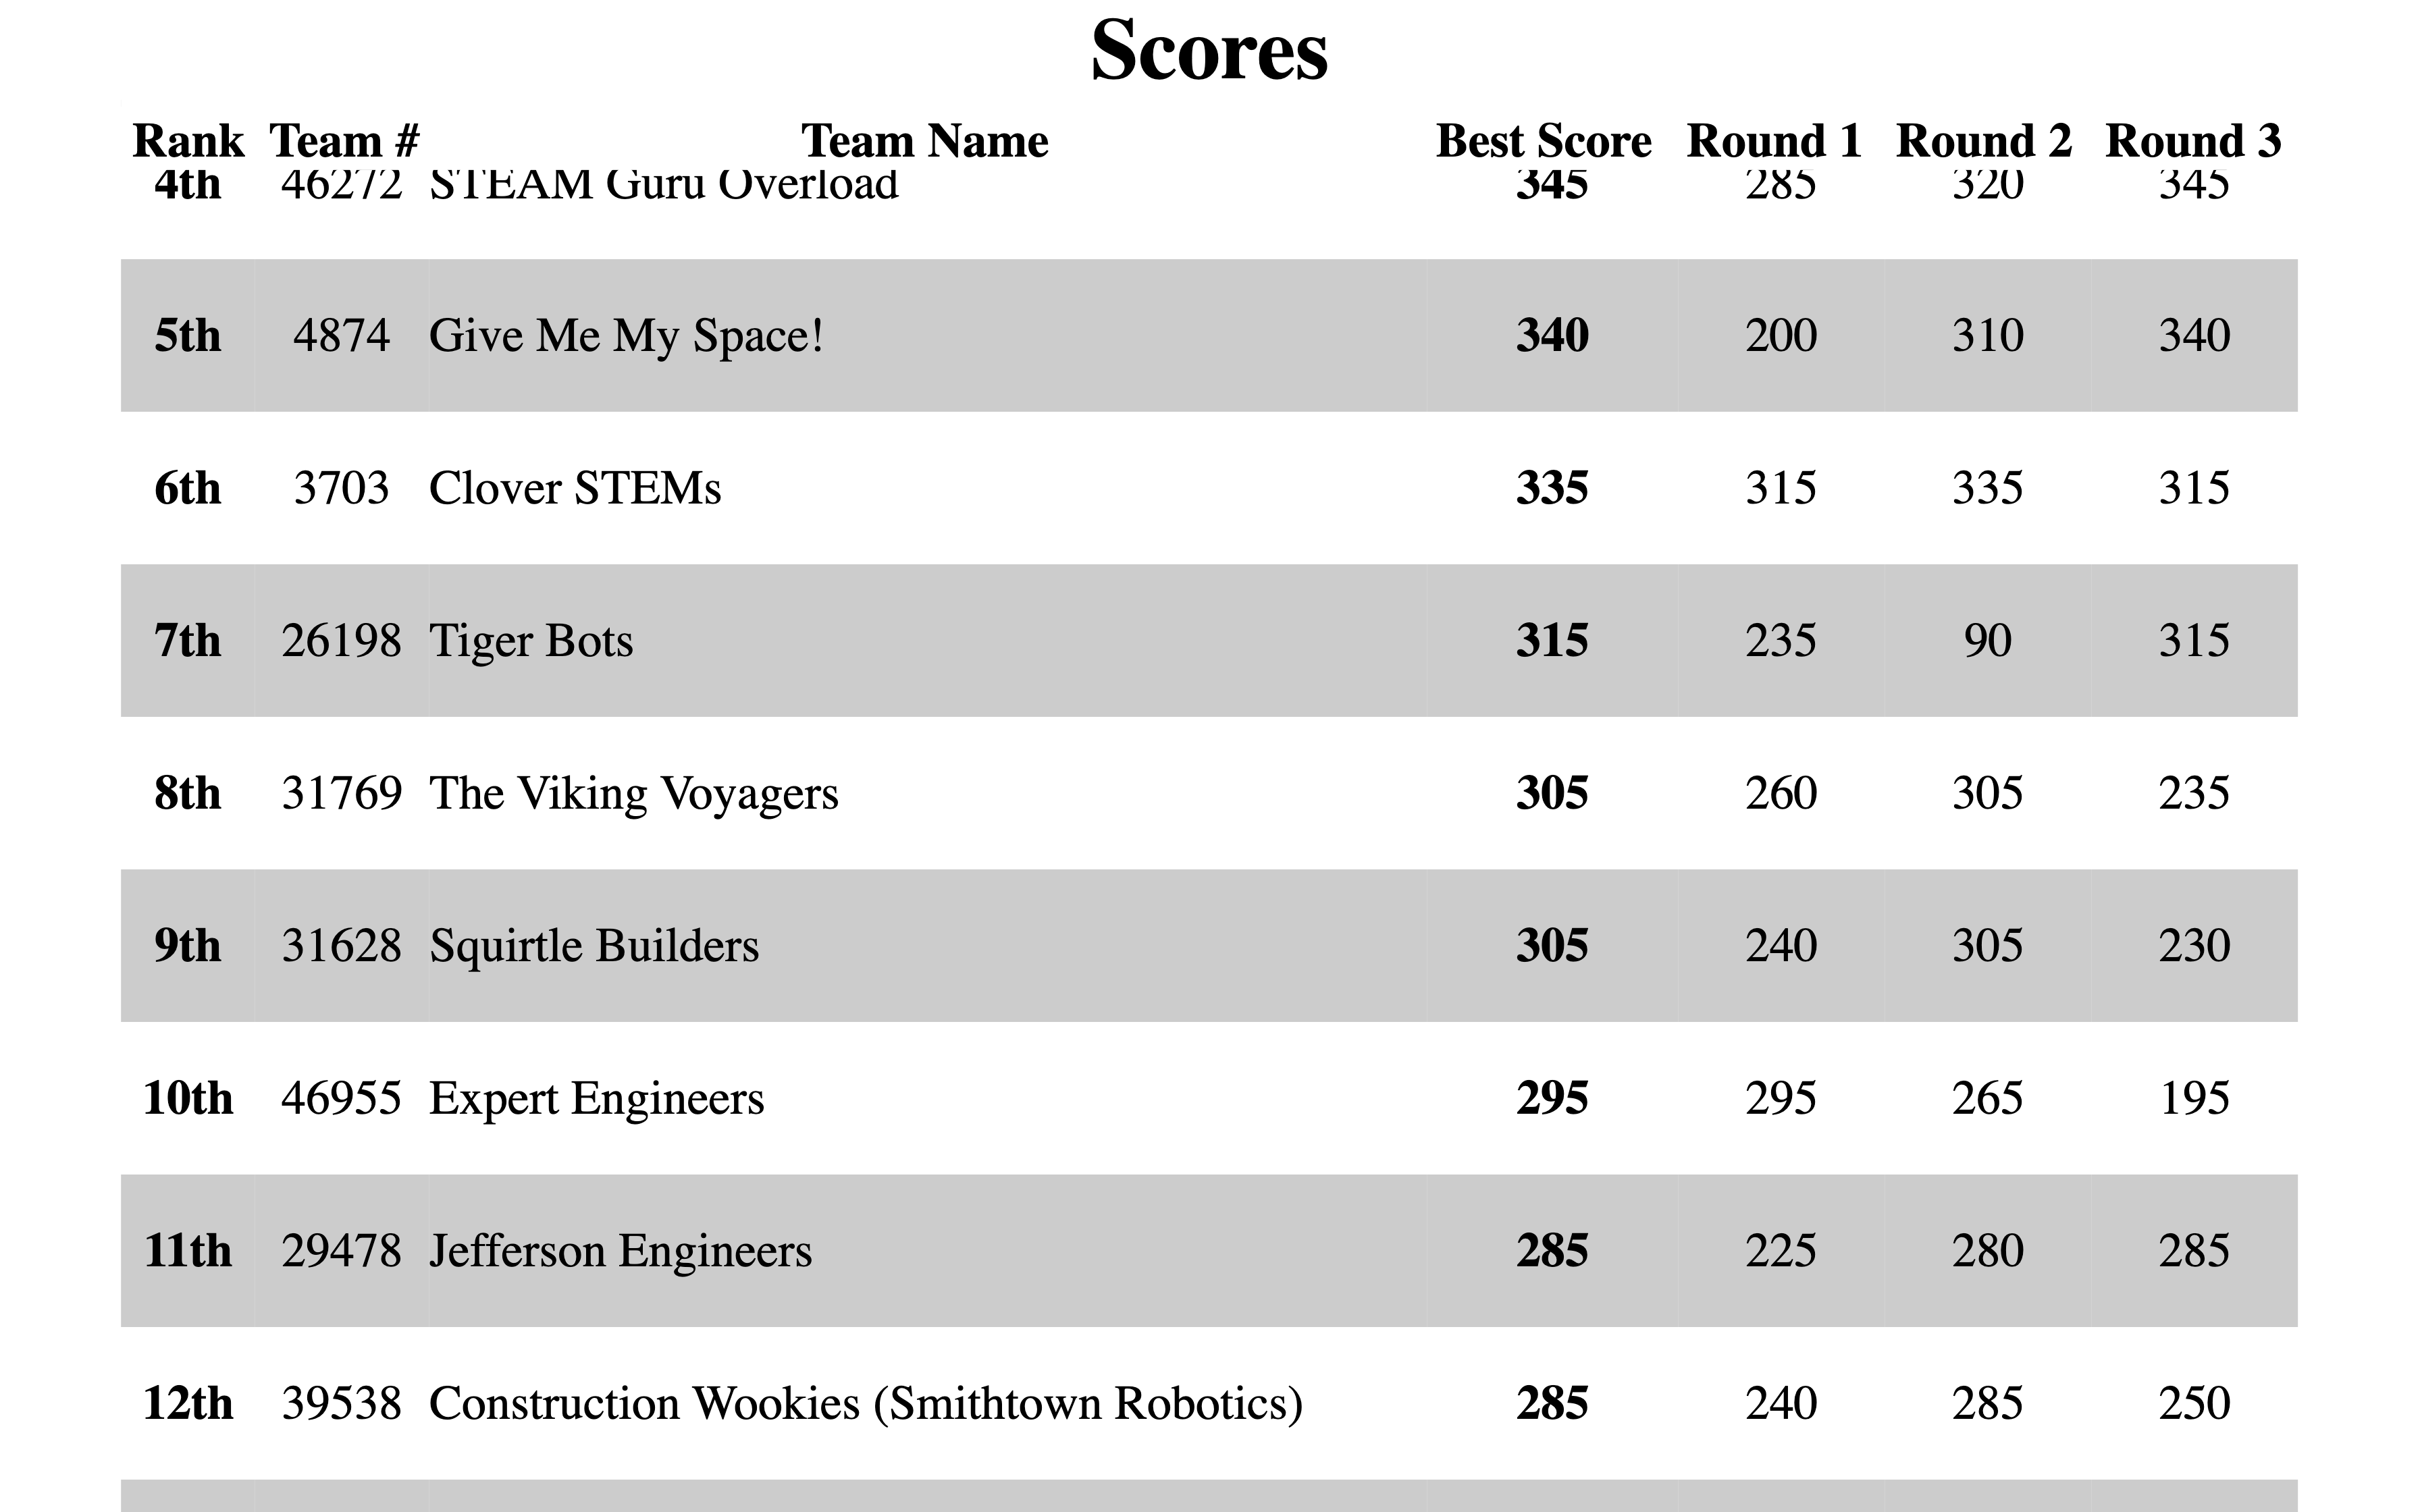 Scores
Rank Team # Team Name Best Score Round 1 Round 2 Round 3
4th 46272 STEAM Guru Overload 345 285 320 345
5th 4874 Give Me My Space! 340 200 310 340
6th 3703 Clover STEMs 335 315 335 315
7th 26198 Tiger Bots 315 235 90 315
8th 31769 The Viking Voyagers 305 260 305 235
9th 31628 Squirtle Builders 305 240 305 230
10th 46955 Expert Engineers 295 295 265 195
11th 29478 Jefferson Engineers 285 225 280 285
12th 39538 Construction Wookies (Smithtown Robotics) 285 240 285 250